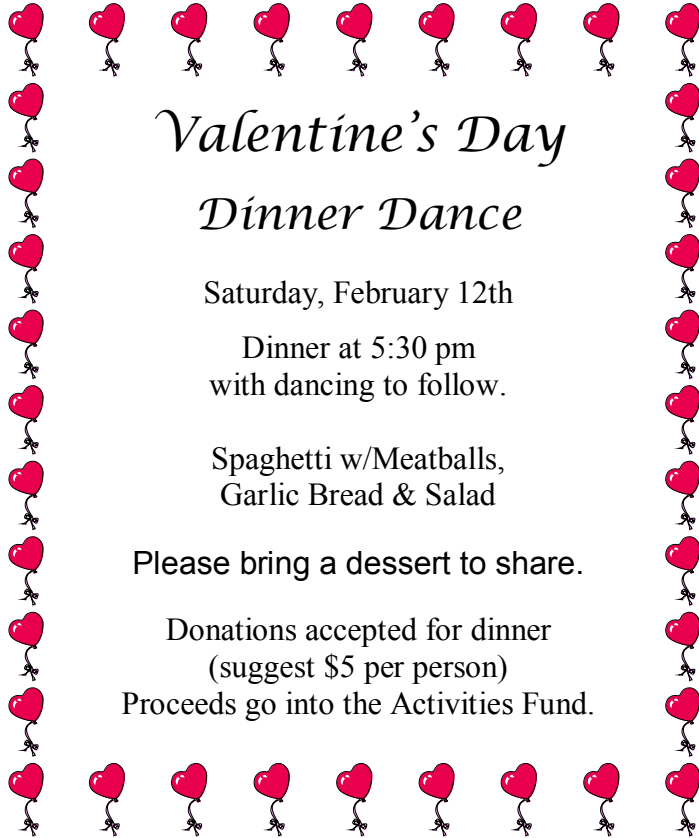 Valentine's Day
Dinner Dance
Saturday, February 12th
Dinner at 5:30 pm
with dancing to follow.
Spaghetti w/Meatballs,
Garlic Bread & Salad
Please bring a dessert to share.
Donations accepted for dinner
(suggest $5 per person)
Proceeds go into the Activities Fund.